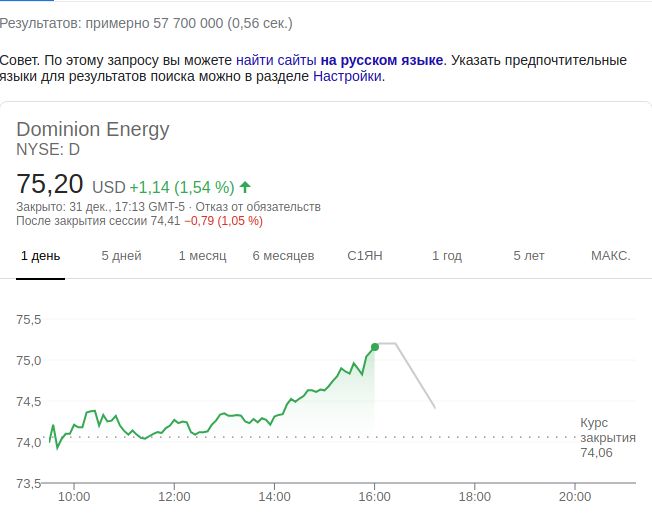 Результатов: примерно 57 700 000 (0,56 сек.)
Совет. По этому запросу вы можете найти сайты на русском языке. Указать предпочтительные
языки для результатов поиска можно в разделе Настройки.
Dominion Energy
NYSE: D
75,20 USD +1,14 (1,54 %)
Закрыто: 31 дек., 17:13 GMT-5 · Отказ от обязательств
После закрытия сессии 74,41 −0,79 (1,05 %)
1 день 5 дней 1 месяц 6 месяцев С1ЯН 1 год 5 лет МАКС.
75,5
75,0
74,5
74,0
73,5
Курс
закрытия
74,06
10:00 12:00 14:00 16:00 18:00 20:00